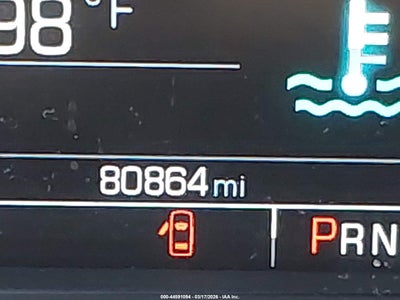 98°F
80864 mi
PRN
000-44591094 - 03/17/2026 - IAA Inc.